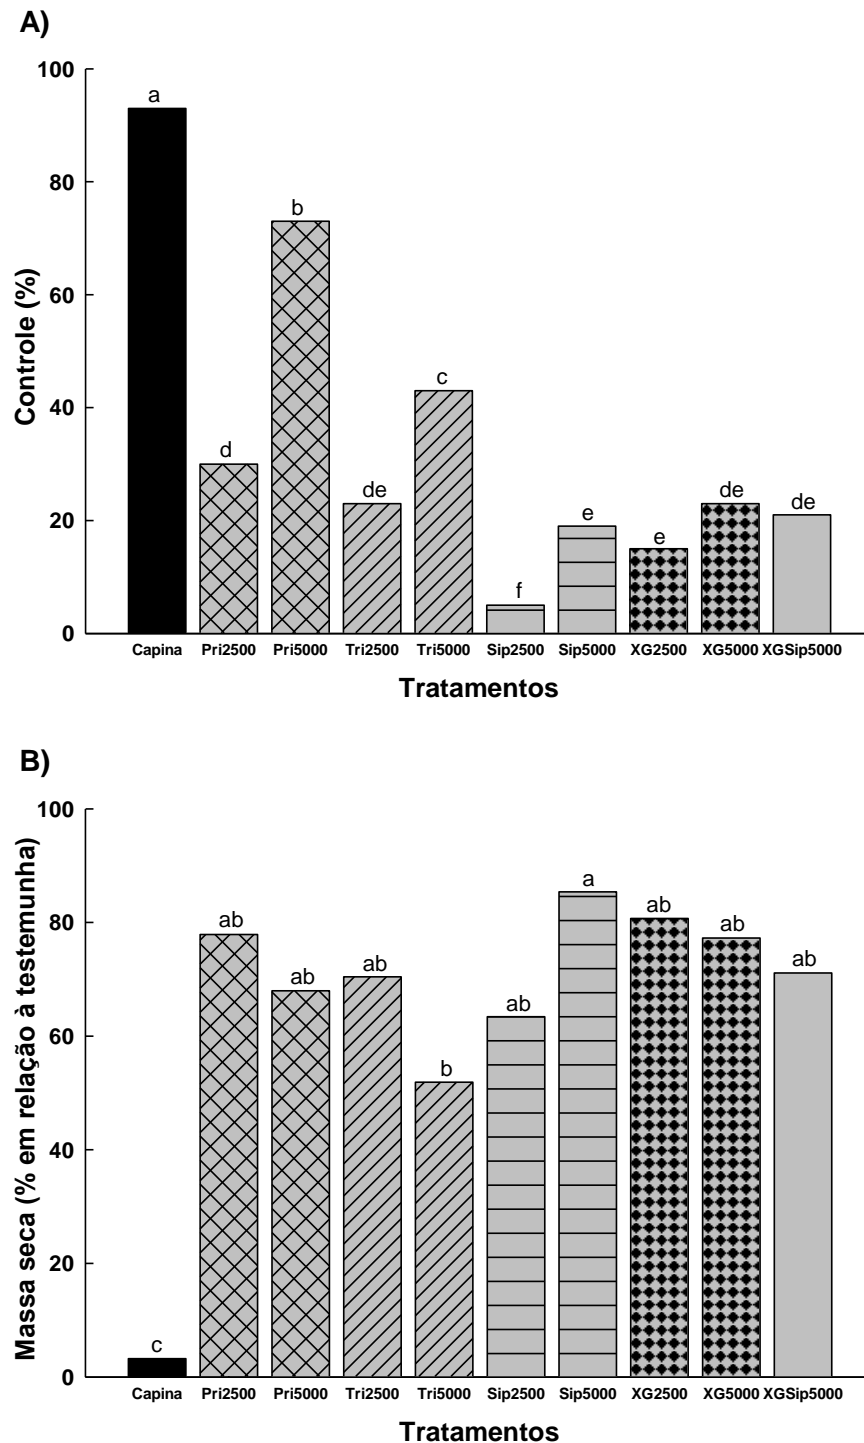 A)
100
80
60
40
20
0
Controle (%)
a
d
b
de
c
f
e
e
de
de
Capina Pri2500 Pri5000 Tri2500 Tri5000 Sip2500 Sip5000 XG2500 XG5000 XGSip5000
Tratamentos
B)
100
80
60
40
20
0
Massa seca (% em relação à testemunha)
c
ab
ab
ab
b
ab
a
ab
ab
ab
Capina Pri2500 Pri5000 Tri2500 Tri5000 Sip2500 Sip5000 XG2500 XG5000 XGSip5000
Tratamentos